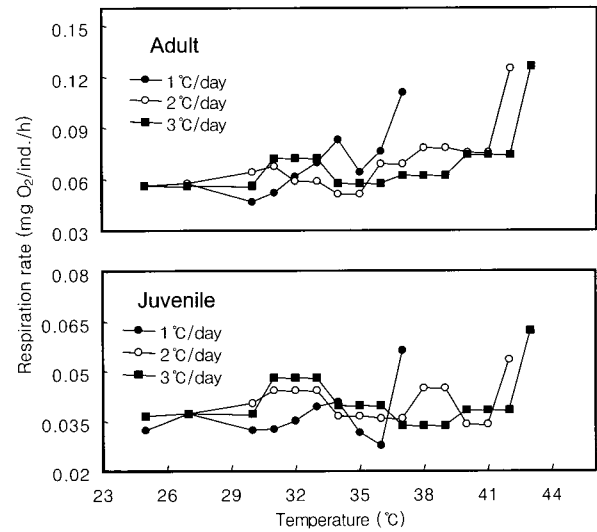 0.15
0.12
0.09
0.06
0.03
Adult
1℃/day
2℃/day
3℃/day
Respiration rate (mg O₂/ind./h)
0.08
0.065
0.05
0.035
0.02
Juvenile
1℃/day
2℃/day
3℃/day
23 26 29 32 35 38 41 44
Temperature (℃)